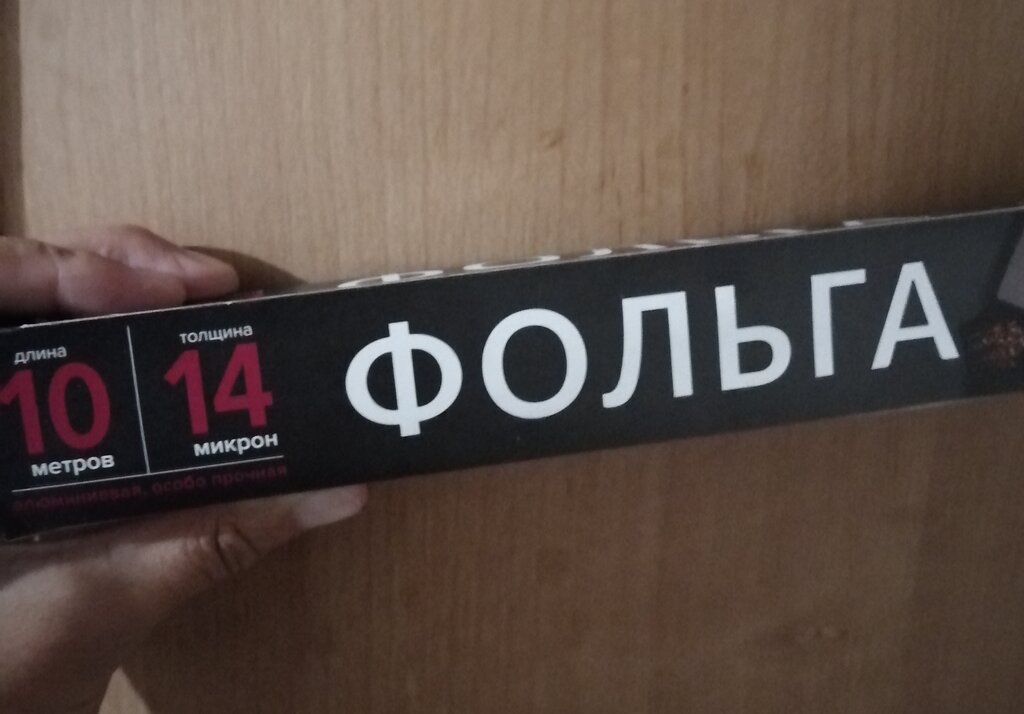 длина
10
метров
толщина
14
микрон
алюминиевая, особо прочная
ФОЛЬГА